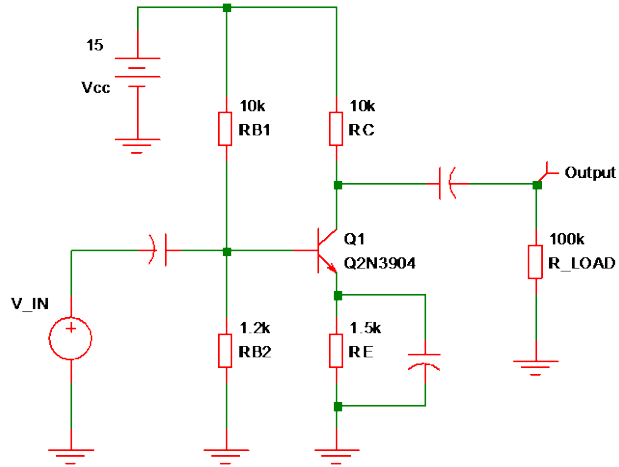 15
Vcc
10k
RB1
10k
RC
Output
Q1
Q2N3904
100k
R_LOAD
V_IN
+
1.2k
RB2
1.5k
RE